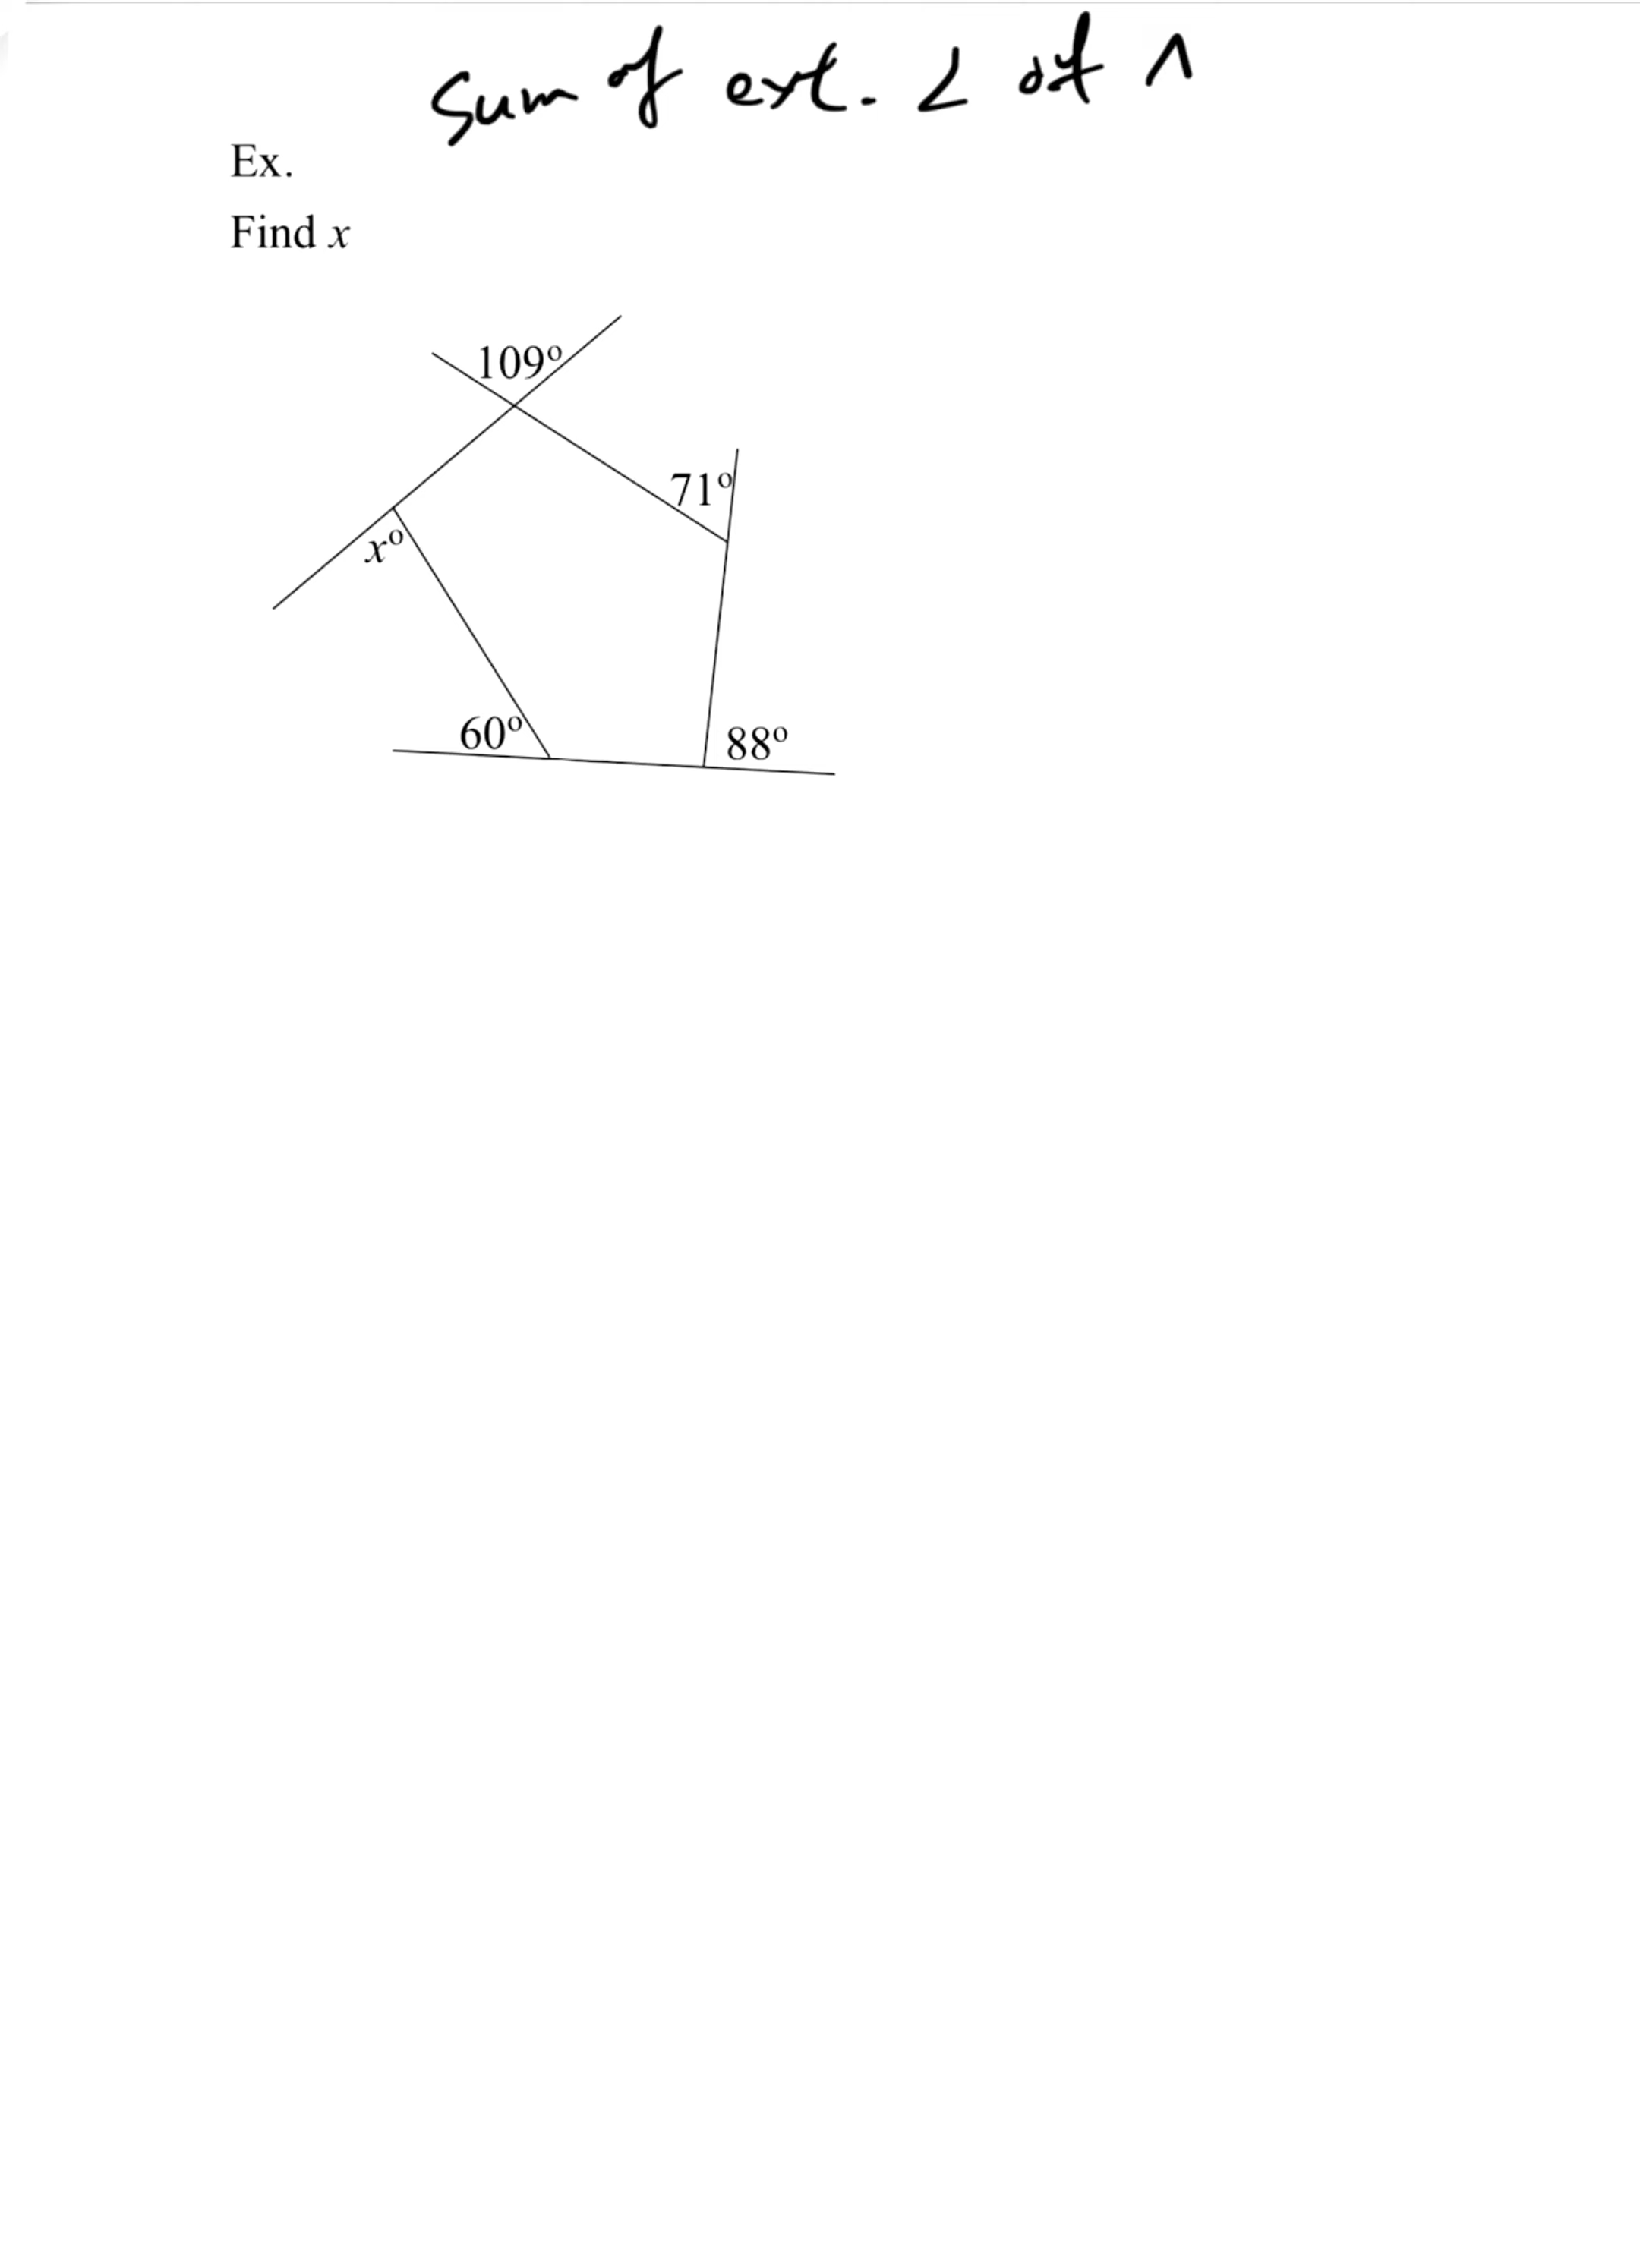 sum of ext. ∠ of
Ex.
Find x
109°
71°
x°
60°
88°